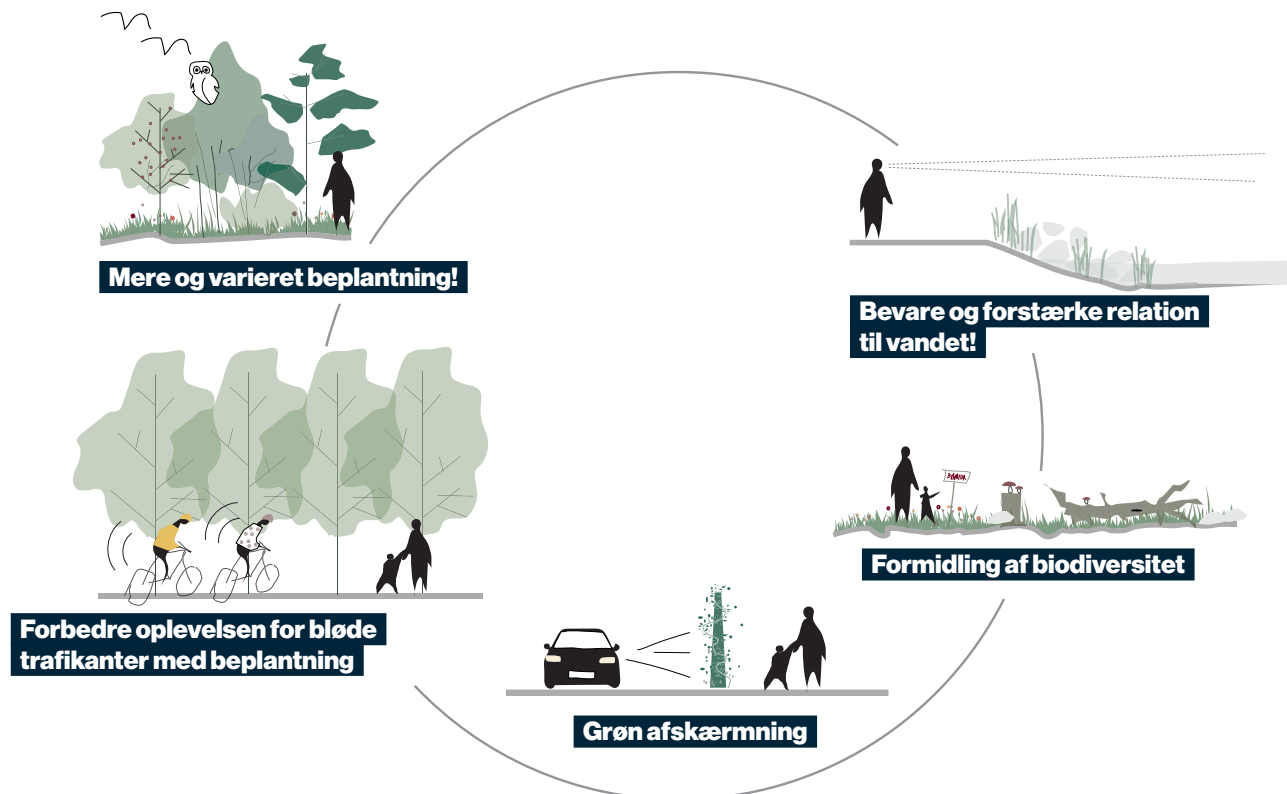 Mere og varieret beplantning!
Bevare og forstærke relation
til vandet!
Formidling af biodiversitet
Forbedre oplevelsen for bløde
trafikanter med beplantning
Grøn afskærmning